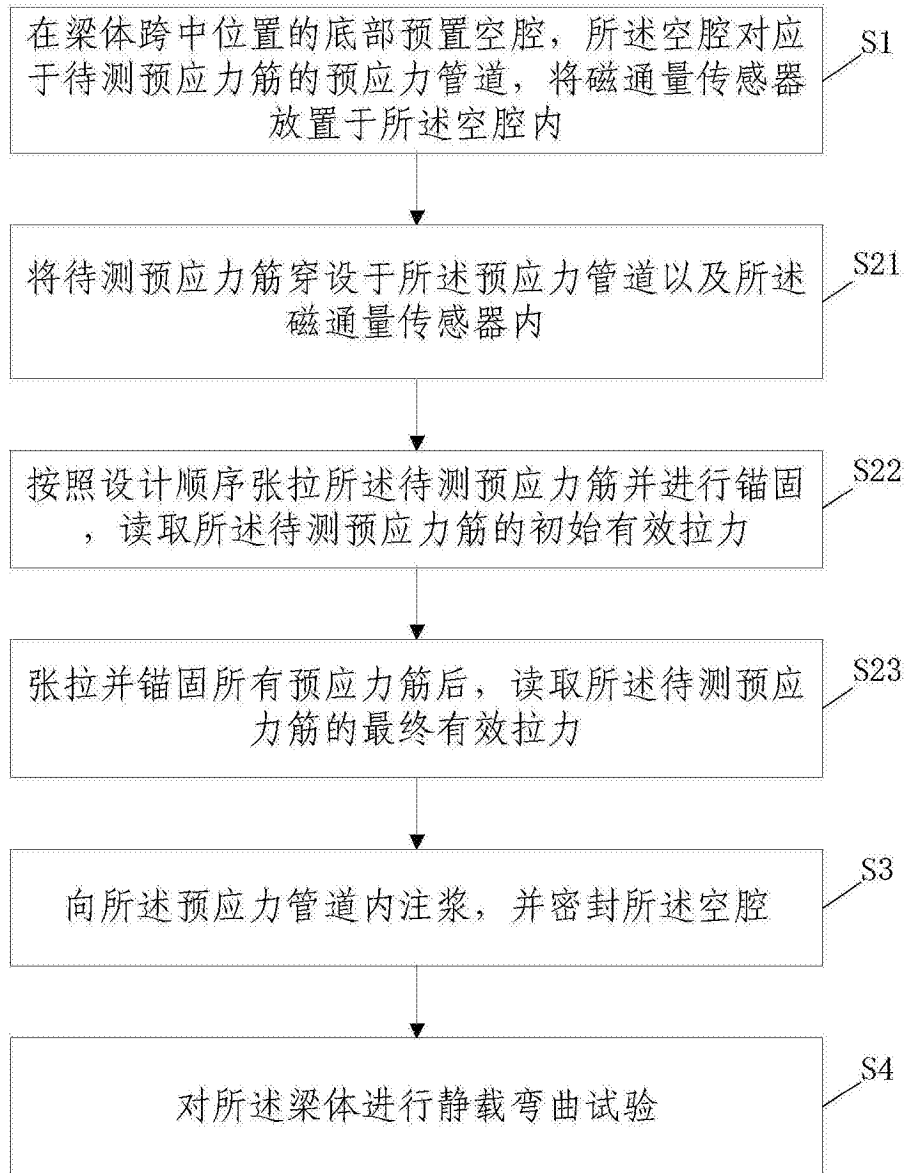 在梁体跨中位置的底部预置空腔，所述空腔对应
于待测预应力筋的预应力管道，将磁通量传感器
放置于所述空腔内
S1
将待测预应力筋穿设于所述预应力管道以及所述
磁通量传感器内
S21
按照设计顺序张拉所述待测预应力筋并进行锚固
，读取所述待测预应力筋的初始有效拉力
S22
张拉并锚固所有预应力筋后，读取所述待测预应
力筋的最终有效拉力
S23
向所述预应力管道内注浆，并密封所述空腔
S3
对所述梁体进行静载弯曲试验
S4